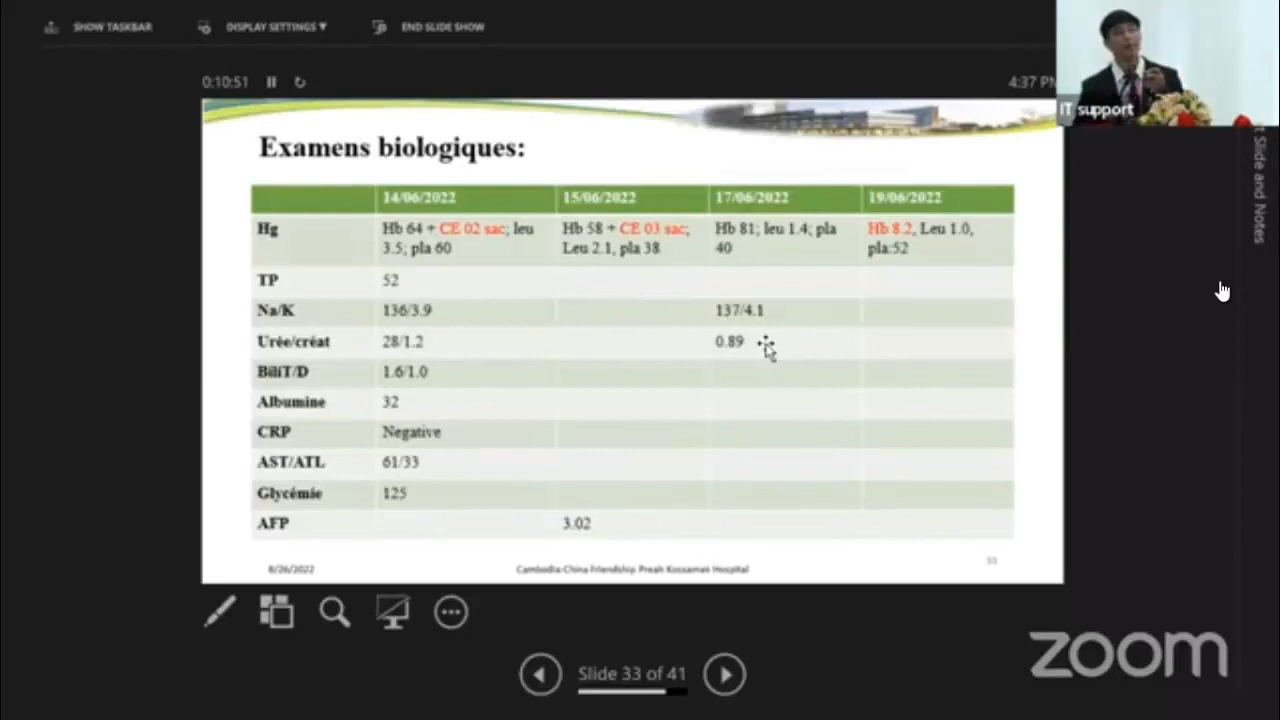 SHOW TASKBAR DISPLAY SETTINGS ▼ END SLIDE SHOW
0:10:51 4:37 PM
IT support
t Slide and Notes
Examens biologiques:
14/06/2022 15/06/2022 17/06/2022 19/06/2022
Hg Hb 64 + CE 02 sac; leu 3.5; pla 60 Hb 58 + CE 03 sac, Leu 2.1, pla 38 Hb 81; leu 1.4; pla 40 Hb 8.2, Leu 1.0, pla:52
TP 52
Na/K 136/3.9 137/4.1
Urée/créat 28/1.2 0.89
BiliT/D 1.6/1.0
Albumine 32
CRP Negative
AST/ATL 61/33
Glycémie 125
AFP 3.02
8/26/2022 Cambodia-China Friendship Preah Kossamak Hospital
Slide 33 of 41
zoom